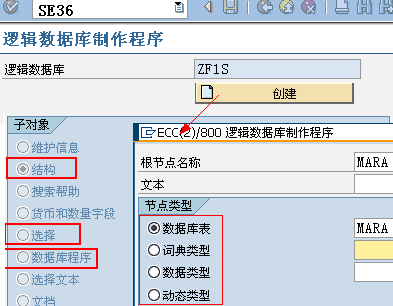 SE36
逻辑数据库制作程序
逻辑数据库 ZF1S
创建
子对象
维护信息
结构
搜索帮助
货币和数量字段
选择
数据库程序
选择文本
文档
ECC(2)/800 逻辑数据库制作程序
根节点名称 MARA
文本
节点类型
数据库表 MARA
词典类型
数据类型
动态类型